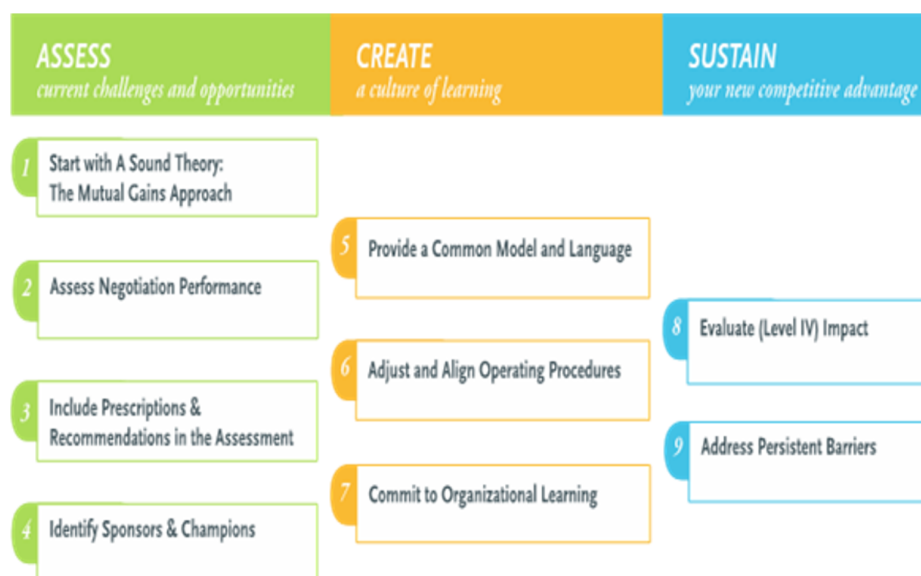 ASSESS
current challenges and opportunities
1
Start with A Sound Theory:
The Mutual Gains Approach
2
Assess Negotiation Performance
3
Include Prescriptions &
Recommendations in the Assessment
4
Identify Sponsors & Champions
CREATE
a culture of learning
5
Provide a Common Model and Language
6
Adjust and Align Operating Procedures
7
Commit to Organizational Learning
SUSTAIN
your new competitive advantage
8
Evaluate (Level IV) Impact
9
Address Persistent Barriers